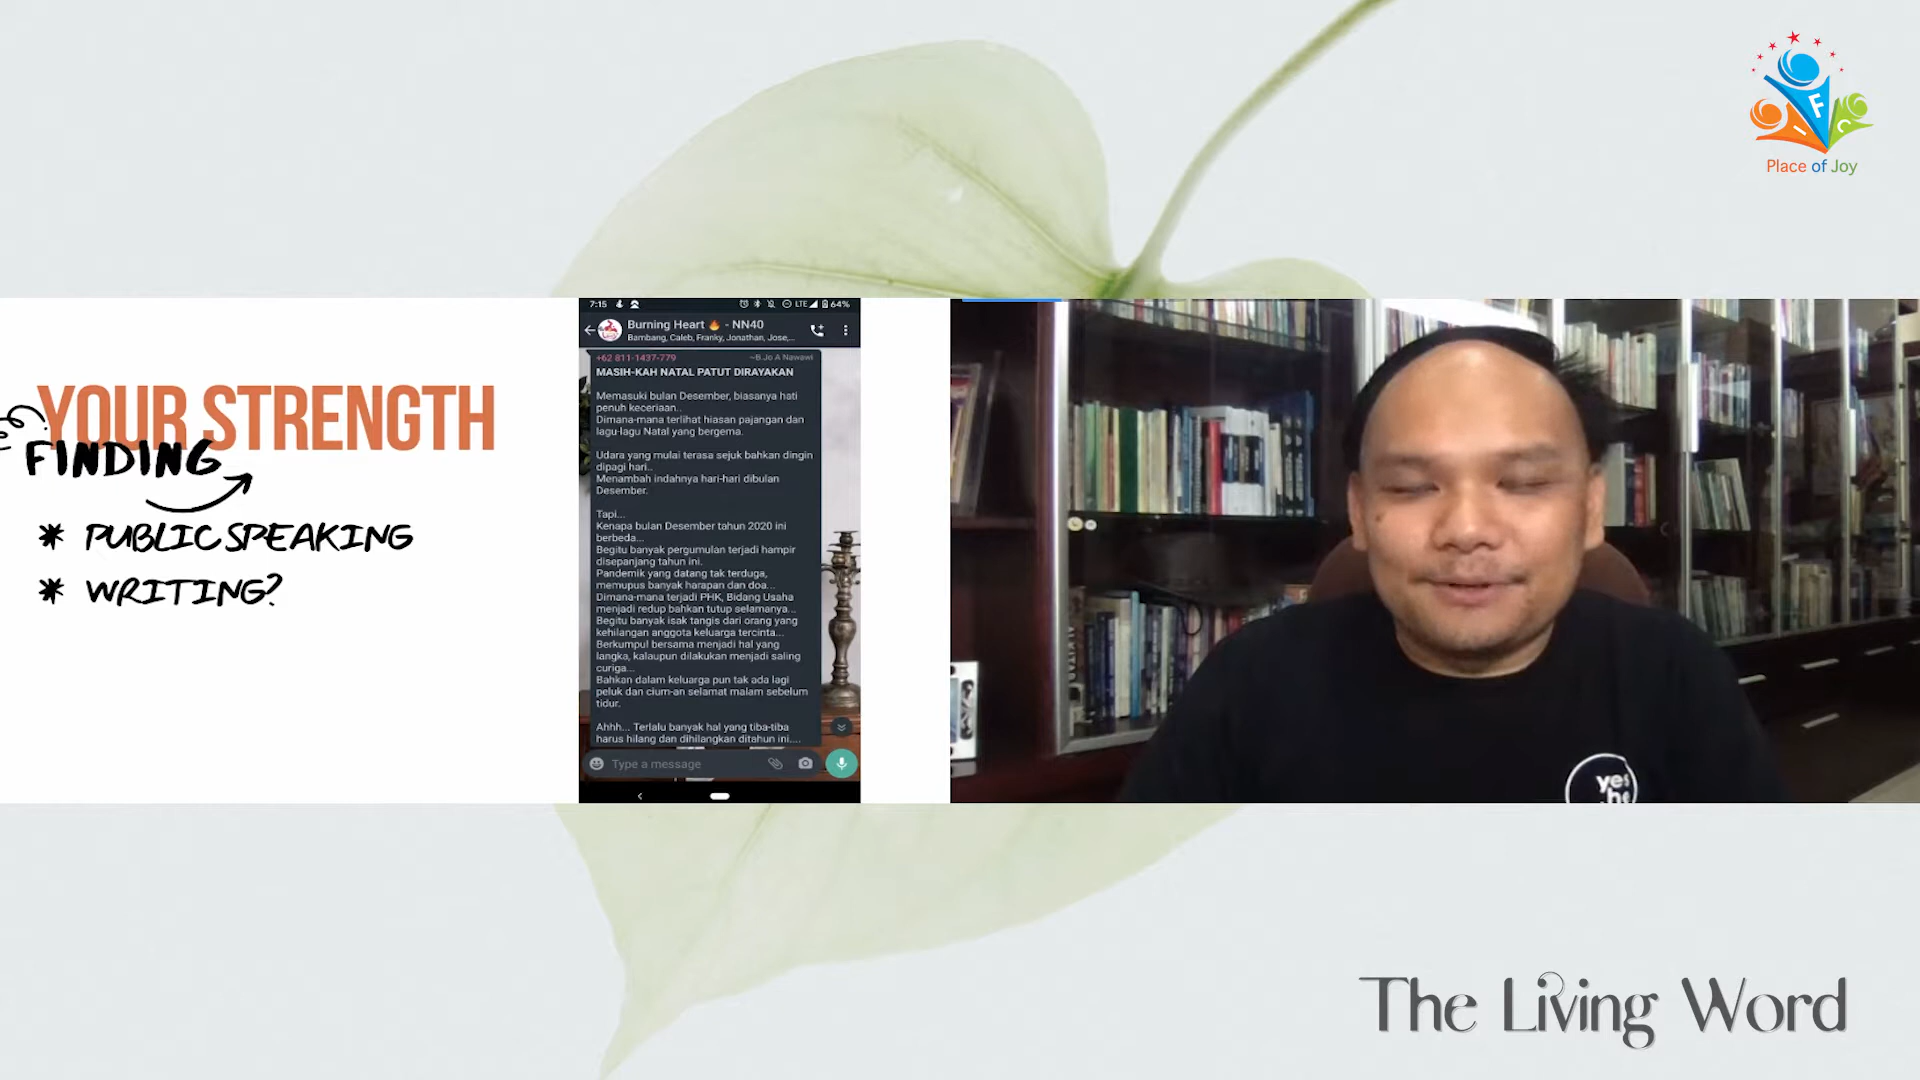 YOUR STRENGTH
FINDING
* PUBLIC SPEAKING
* WRITING?
7:15
LTE
64%
Burning Heart 🔥 - NN40
Bambang, Caleb, Franky, Jonathan, Jose,...
+62 811-1437-779 ~B.Jo A Nawawi
MASIH-KAH NATAL PATUT DIRAYAKAN
Memasuki bulan Desember, biasanya hati
penuh keceriaan..
Dimana-mana terlihat hiasan pajangan dan
lagu-lagu Natal yang bergema.
Udara yang mulai terasa sejuk bahkan dingin
dipagi hari..
Menambah indahnya hari-hari dibulan
Desember.
Tapi...
Kenapa bulan Desember tahun 2020 ini
berbeda...
Begitu banyak pergumulan terjadi hampir
disepanjang tahun ini.
Pandemik yang datang tak terduga,
memupus banyak harapan dan doa...
Dimana-mana terjadi PHK, Bidang Usaha
menjadi redup bahkan tutup selamanya...
Begitu banyak isak tangis dari orang yang
kehilangan anggota keluarga tercinta...
Berkumpul bersama menjadi hal yang
langka, kalaupun dilakukan menjadi saling
curiga...
Bahkan dalam keluarga pun tak ada lagi
peluk dan cium-an selamat malam sebelum
tidur.
Ahhh... Terlalu banyak hal yang tiba-tiba
harus hilang dan dihilangkan ditahun ini....
Type a message
IFC
Place of Joy
yes
he
The Living Word